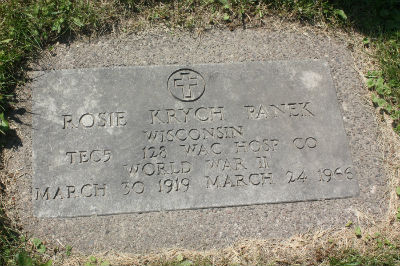 ROSIE KRYCH PANEK
WISCONSIN
TEC5 128 WAC HOSP CO
WORLD WAR II
MARCH 30 1919 MARCH 24 1966